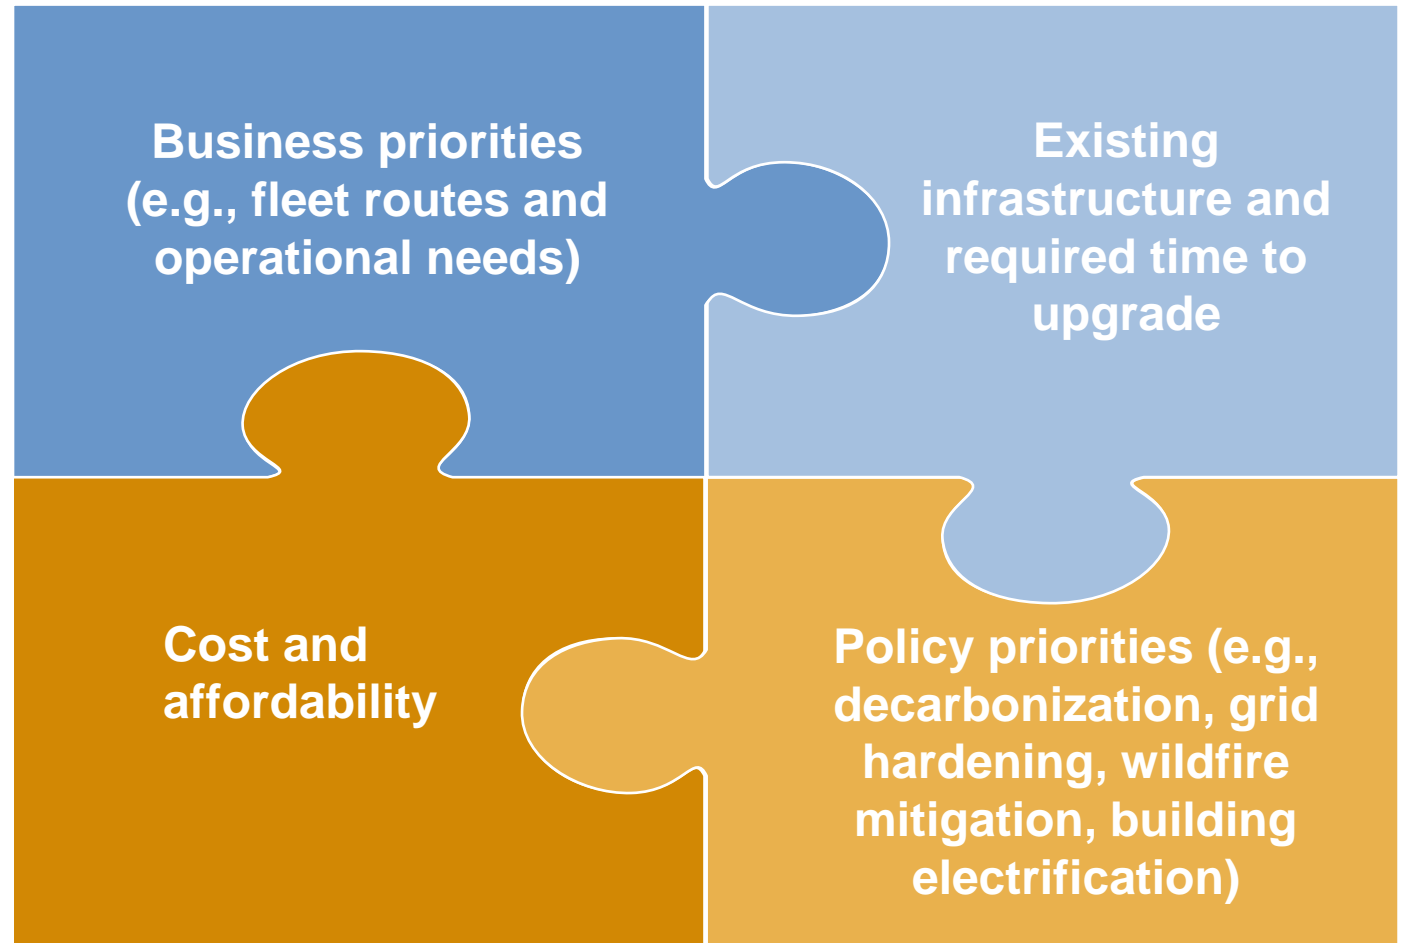 Business priorities
(e.g., fleet routes and
operational needs)
Existing
infrastructure and
required time to
upgrade
Cost and
affordability
Policy priorities (e.g.,
decarbonization, grid
hardening, wildfire
mitigation, building
electrification)